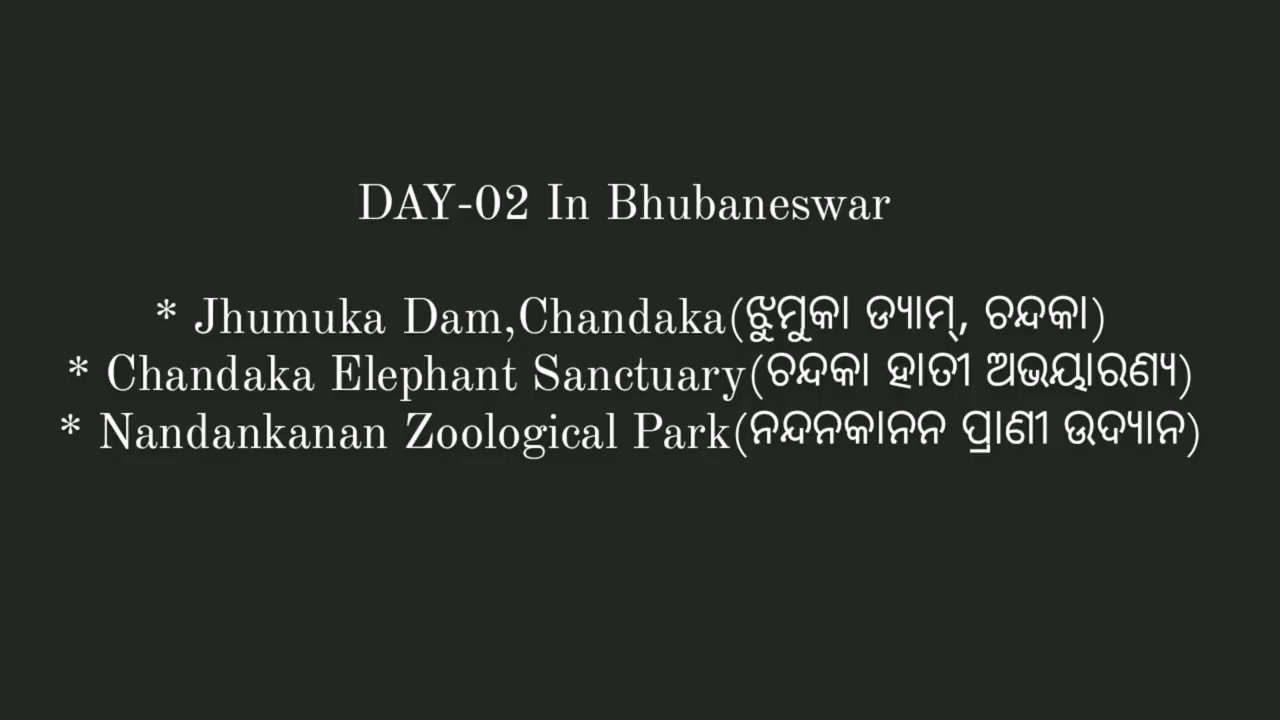 DAY-02 In Bhubaneswar
* Jhumuka Dam,Chandaka(ଝୁମୁକା ଡ୍ୟାମ୍, ଚନ୍ଦକା)
* Chandaka Elephant Sanctuary(ଚନ୍ଦକା ହାତୀ ଅଭୟାରଣ୍ୟ)
* Nandankanan Zoological Park(ନନ୍ଦନକାନନ ପ୍ରାଣୀ ଉଦ୍ୟାନ)